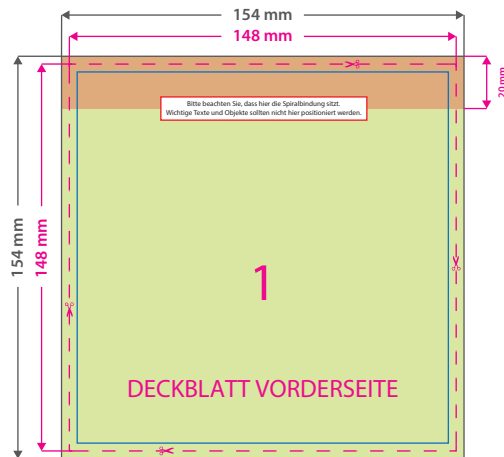 154 mm
148 mm
20 mm
Bitte beachten Sie, dass hier die Spiralbindung sitzt.
Wichtige Texte und Objekte sollten nicht hier positioniert werden.
154 mm
148 mm
1
DECKBLATT VORDERSEITE